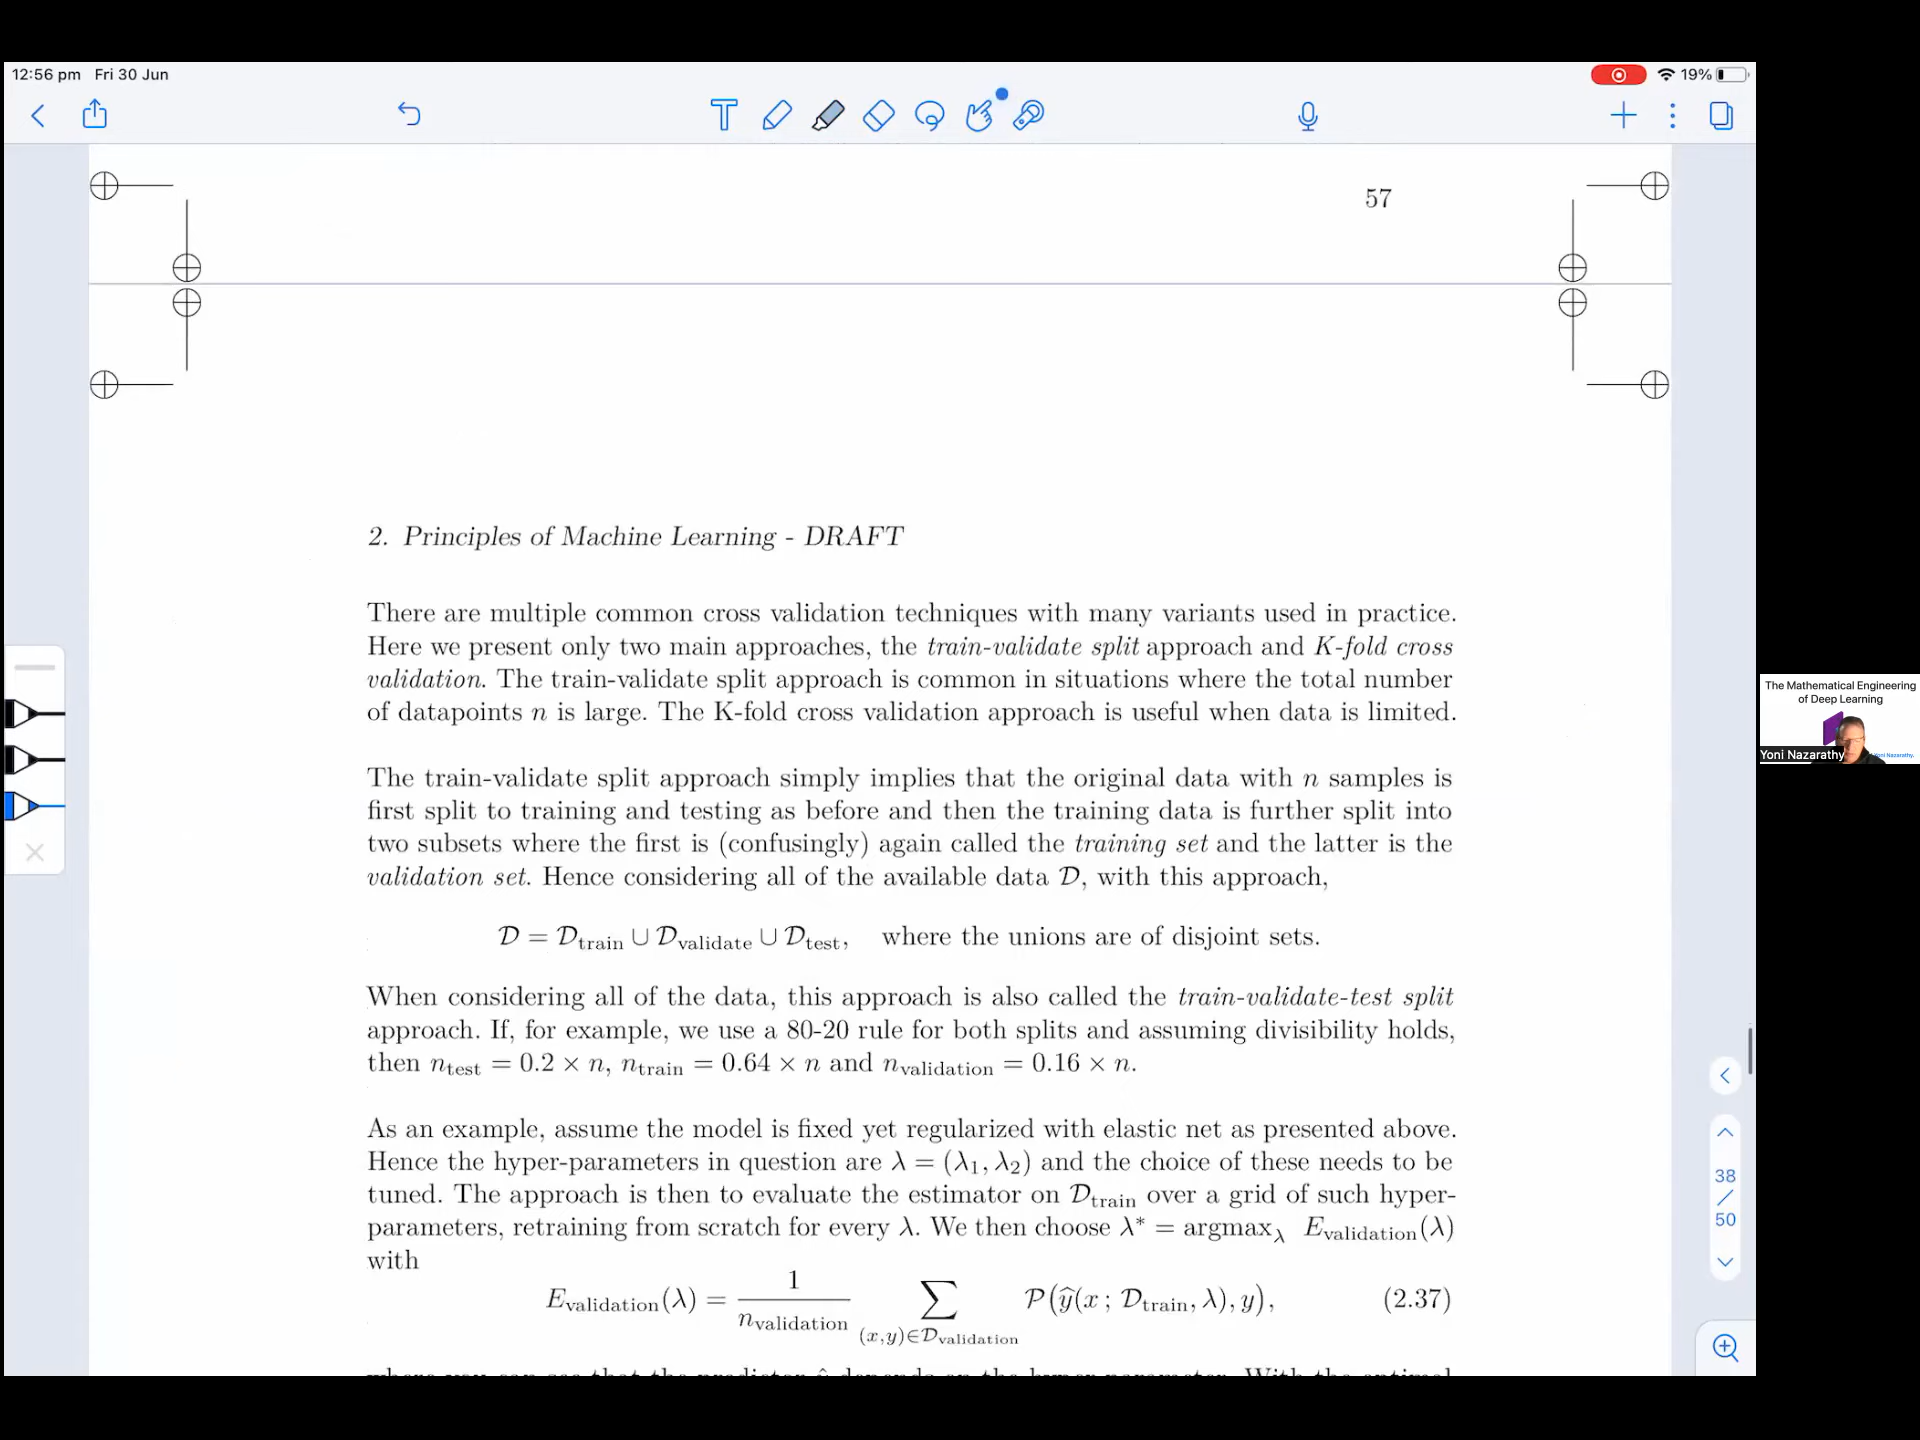 12:56 pm Fri 30 Jun
19%
57
2. Principles of Machine Learning - DRAFT
There are multiple common cross validation techniques with many variants used in practice.
Here we present only two main approaches, the train-validate split approach and K-fold cross
validation. The train-validate split approach is common in situations where the total number
of datapoints n is large. The K-fold cross validation approach is useful when data is limited.
The train-validate split approach simply implies that the original data with n samples is
first split to training and testing as before and then the training data is further split into
two subsets where the first is (confusingly) again called the training set and the latter is the
validation set. Hence considering all of the available data 𝒟, with this approach,
𝒟 = 𝒟train ∪ 𝒟validate ∪ 𝒟test, where the unions are of disjoint sets.
When considering all of the data, this approach is also called the train-validate-test split
approach. If, for example, we use a 80-20 rule for both splits and assuming divisibility holds,
then ntest = 0.2 × n, ntrain = 0.64 × n and nvalidation = 0.16 × n.
As an example, assume the model is fixed yet regularized with elastic net as presented above.
Hence the hyper-parameters in question are λ = (λ1, λ2) and the choice of these needs to be
tuned. The approach is then to evaluate the estimator on 𝒟train over a grid of such hyper-
parameters, retraining from scratch for every λ. We then choose λ* = argmaxλ Evalidation(λ)
with
Evalidation(λ) = 1/nvalidation ∑(x,y)∈𝒟validation 𝒫(ŷ(x ; 𝒟train, λ), y), (2.37)
38
50
The Mathematical Engineering
of Deep Learning
Yoni Nazarathy
Yoni Nazarathy.